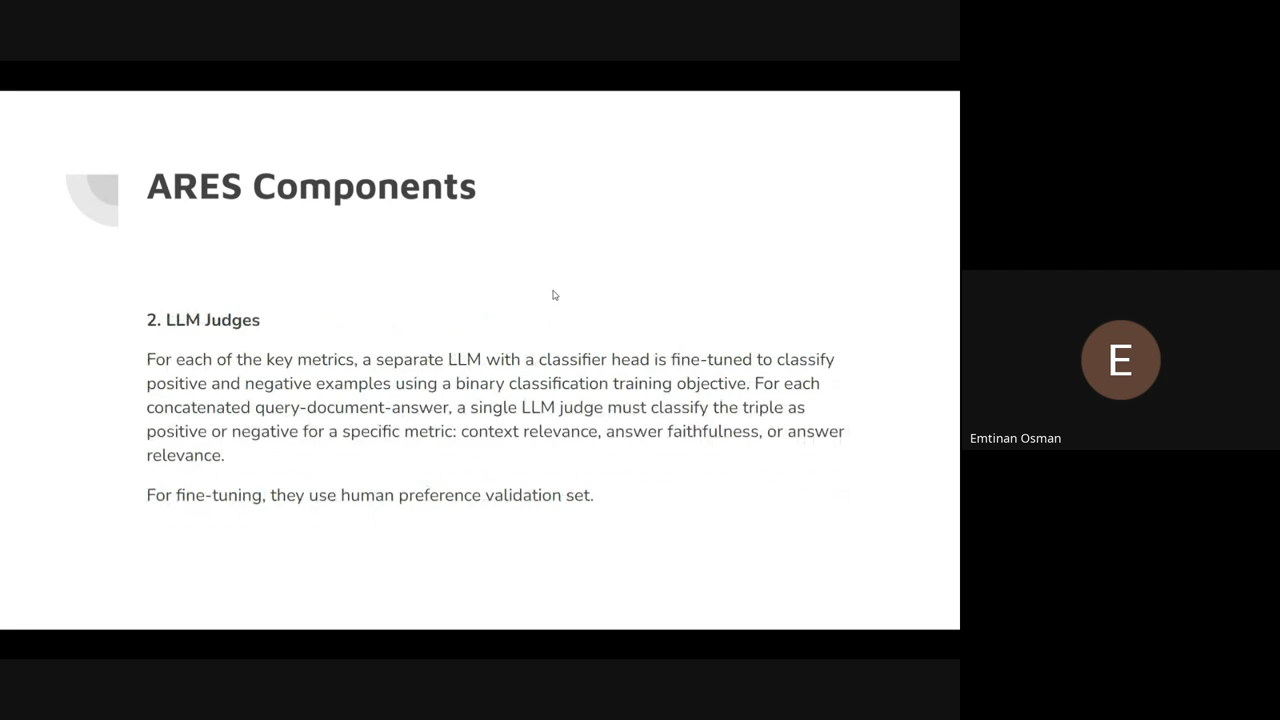 ARES Components
2. LLM Judges
For each of the key metrics, a separate LLM with a classifier head is fine-tuned to classify
positive and negative examples using a binary classification training objective. For each
concatenated query-document-answer, a single LLM judge must classify the triple as
positive or negative for a specific metric: context relevance, answer faithfulness, or answer
relevance.
For fine-tuning, they use human preference validation set.
E
Emtinan Osman